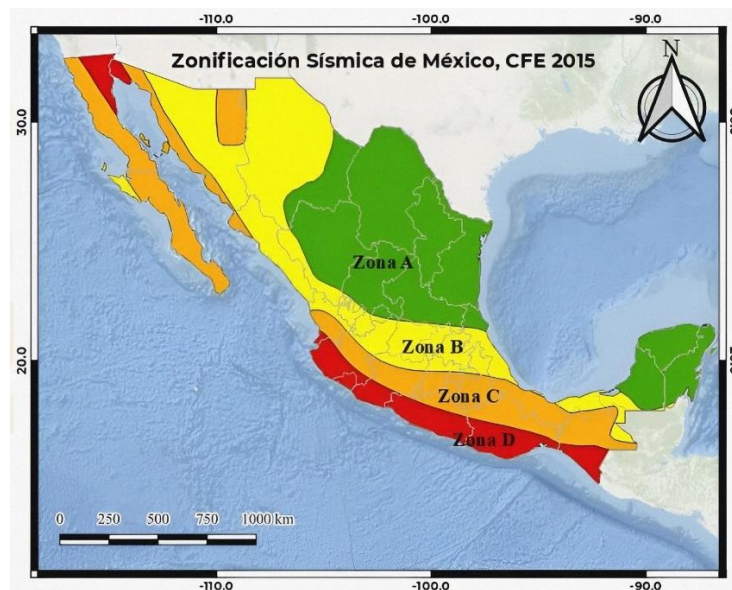 -110.0 -100.0 -90.0
Zonificación Sísmica de México, CFE 2015
N
30.0
Zona A
Zona B
20.0
Zona C
Zona D
0 250 500 750 1000 km
-110.0 -100.0 -90.0